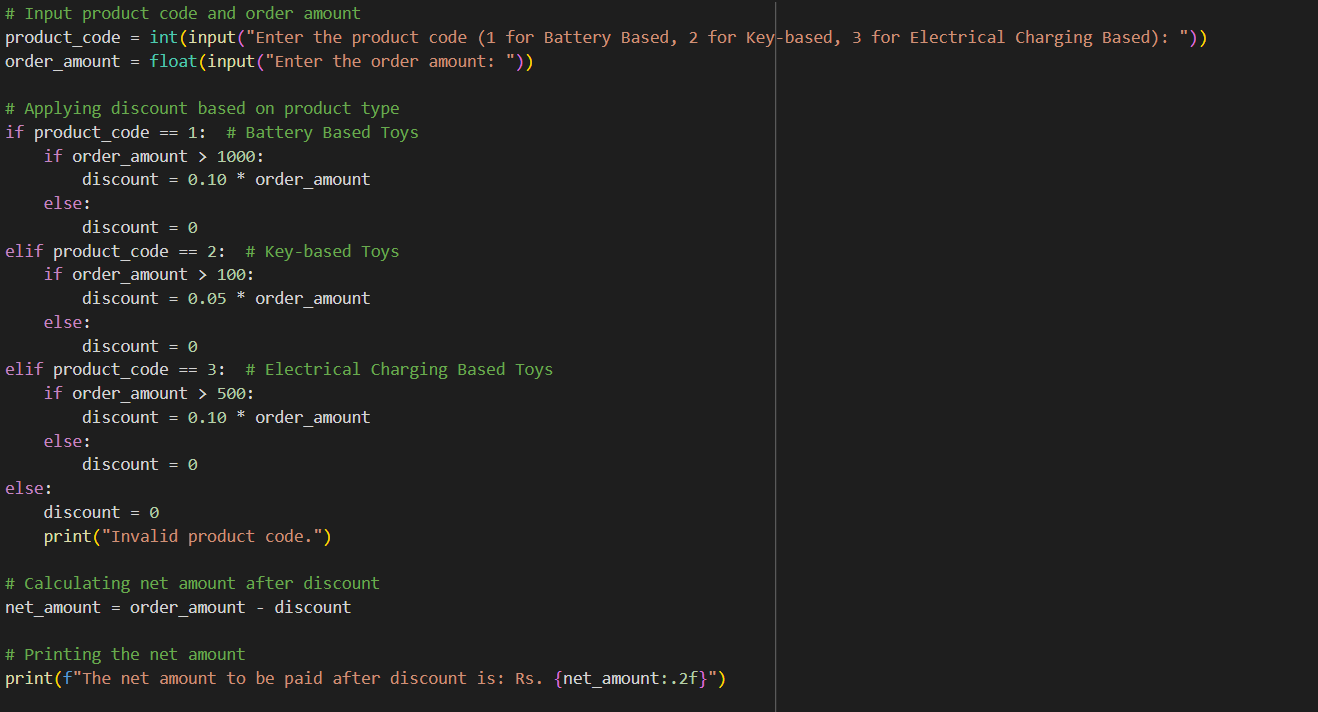 # Input product code and order amount
product_code = int(input("Enter the product code (1 for Battery Based, 2 for Key-based, 3 for Electrical Charging Based): "))
order_amount = float(input("Enter the order amount: "))

# Applying discount based on product type
if product_code == 1:  # Battery Based Toys
    if order_amount > 1000:
        discount = 0.10 * order_amount
    else:
        discount = 0
elif product_code == 2:  # Key-based Toys
    if order_amount > 100:
        discount = 0.05 * order_amount
    else:
        discount = 0
elif product_code == 3:  # Electrical Charging Based Toys
    if order_amount > 500:
        discount = 0.10 * order_amount
    else:
        discount = 0
else:
    discount = 0
    print("Invalid product code.")

# Calculating net amount after discount
net_amount = order_amount - discount

# Printing the net amount
print(f"The net amount to be paid after discount is: Rs. {net_amount:.2f}")